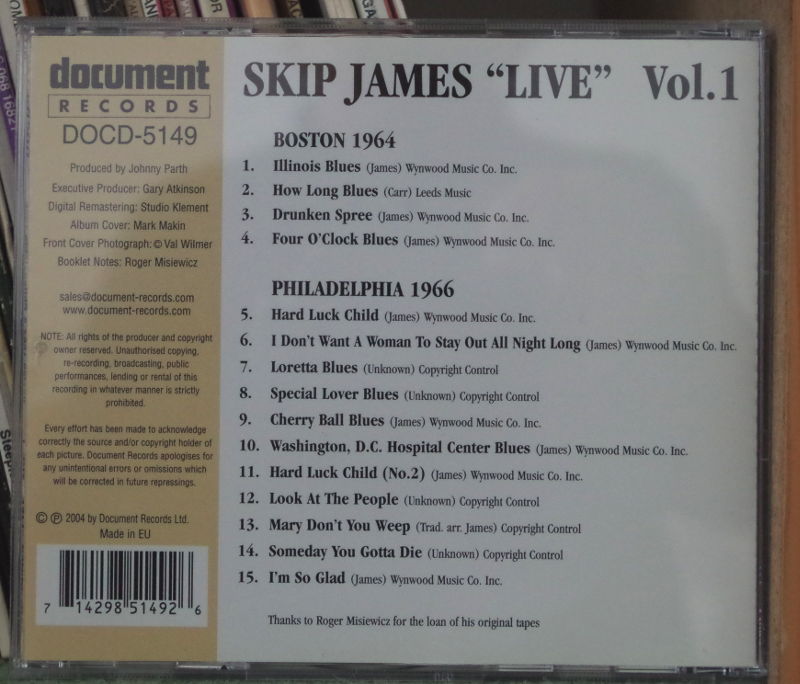 document
RECORDS
DOCD-5149
Produced by Johnny Parth
Executive Producer: Gary Atkinson
Digital Remastering: Studio Klement
Album Cover: Mark Makin
Front Cover Photograph: © Val Wilmer
Booklet Notes: Roger Misiewicz
sales@document-records.com
www.document-records.com
NOTE: All rights of the producer and copyright
owner reserved. Unauthorised copying,
re-recording, broadcasting, public
performances, lending or rental of this
recording in whatever manner is strictly
prohibited.
Every effort has been made to acknowledge
correctly the source and/or copyright holder of
each picture. Document Records apologises for
any unintentional errors or omissions which
will be corrected in future repressings.
© ℗ 2004 by Document Records Ltd.
Made in EU
7 14298 51492 6
SKIP JAMES “LIVE” Vol.1
BOSTON 1964
1. Illinois Blues (James) Wynwood Music Co. Inc.
2. How Long Blues (Carr) Leeds Music
3. Drunken Spree (James) Wynwood Music Co. Inc.
4. Four O'Clock Blues (James) Wynwood Music Co. Inc.
PHILADELPHIA 1966
5. Hard Luck Child (James) Wynwood Music Co. Inc.
6. I Don't Want A Woman To Stay Out All Night Long (James) Wynwood Music Co. Inc.
7. Loretta Blues (Unknown) Copyright Control
8. Special Lover Blues (Unknown) Copyright Control
9. Cherry Ball Blues (James) Wynwood Music Co. Inc.
10. Washington, D.C. Hospital Center Blues (James) Wynwood Music Co. Inc.
11. Hard Luck Child (No.2) (James) Wynwood Music Co. Inc.
12. Look At The People (Unknown) Copyright Control
13. Mary Don't You Weep (Trad. arr. James) Copyright Control
14. Someday You Gotta Die (Unknown) Copyright Control
15. I'm So Glad (James) Wynwood Music Co. Inc.
Thanks to Roger Misiewicz for the loan of his original tapes